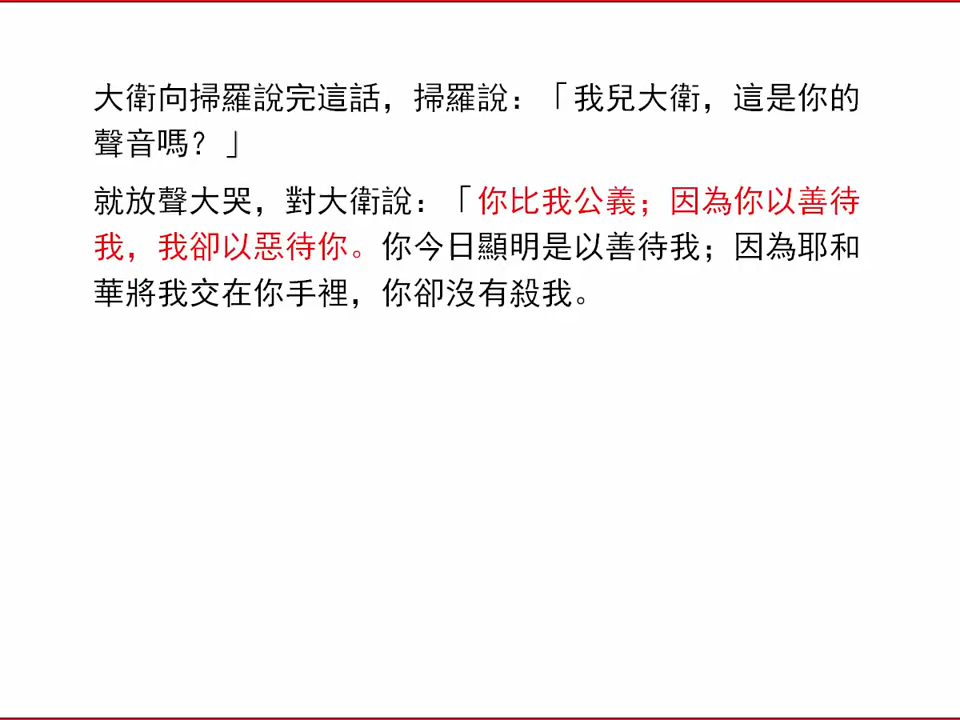 大衛向掃羅說完這話，掃羅說：「我兒大衛，這是你的
聲音嗎？」
就放聲大哭，對大衛說：「你比我公義；因為你以善待
我，我卻以惡待你。你今日顯明是以善待我；因為耶和
華將我交在你手裡，你卻沒有殺我。